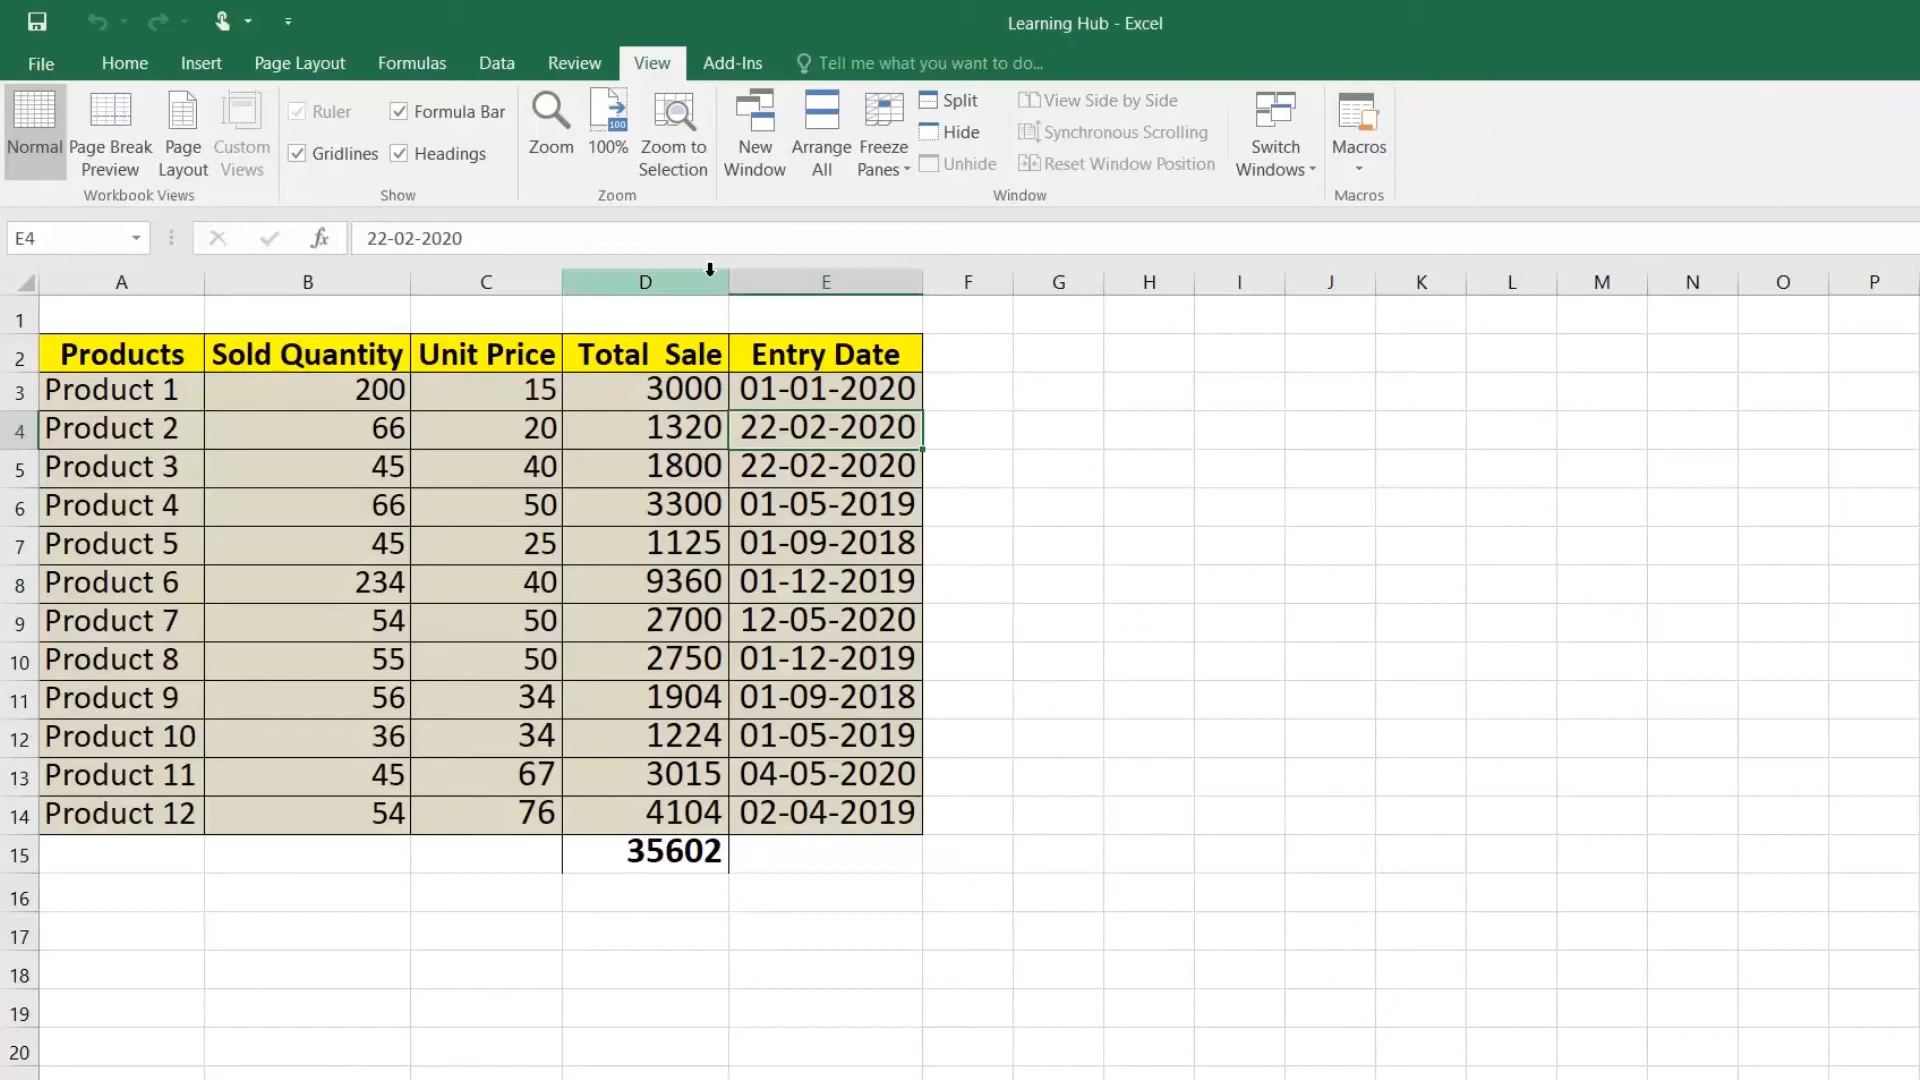 Learning Hub - Excel
File Home Insert Page Layout Formulas Data Review View Add-Ins Tell me what you want to do...
Normal Page Break Preview Page Layout Custom Views
Ruler Formula Bar
Gridlines Headings
Zoom 100% Zoom to Selection
100
New Window Arrange All Freeze Panes
Split
Hide
Unhide
View Side by Side
Synchronous Scrolling
Reset Window Position
Switch Windows
Macros
Workbook Views Show Zoom Window Macros
E4 fx 22-02-2020
A B C D E F G H I J K L M N O P
1
2 Products Sold Quantity Unit Price Total Sale Entry Date
3 Product 1 200 15 3000 01-01-2020
4 Product 2 66 20 1320 22-02-2020
5 Product 3 45 40 1800 22-02-2020
6 Product 4 66 50 3300 01-05-2019
7 Product 5 45 25 1125 01-09-2018
8 Product 6 234 40 9360 01-12-2019
9 Product 7 54 50 2700 12-05-2020
10 Product 8 55 50 2750 01-12-2019
11 Product 9 56 34 1904 01-09-2018
12 Product 10 36 34 1224 01-05-2019
13 Product 11 45 67 3015 04-05-2020
14 Product 12 54 76 4104 02-04-2019
15 35602
16
17
18
19
20